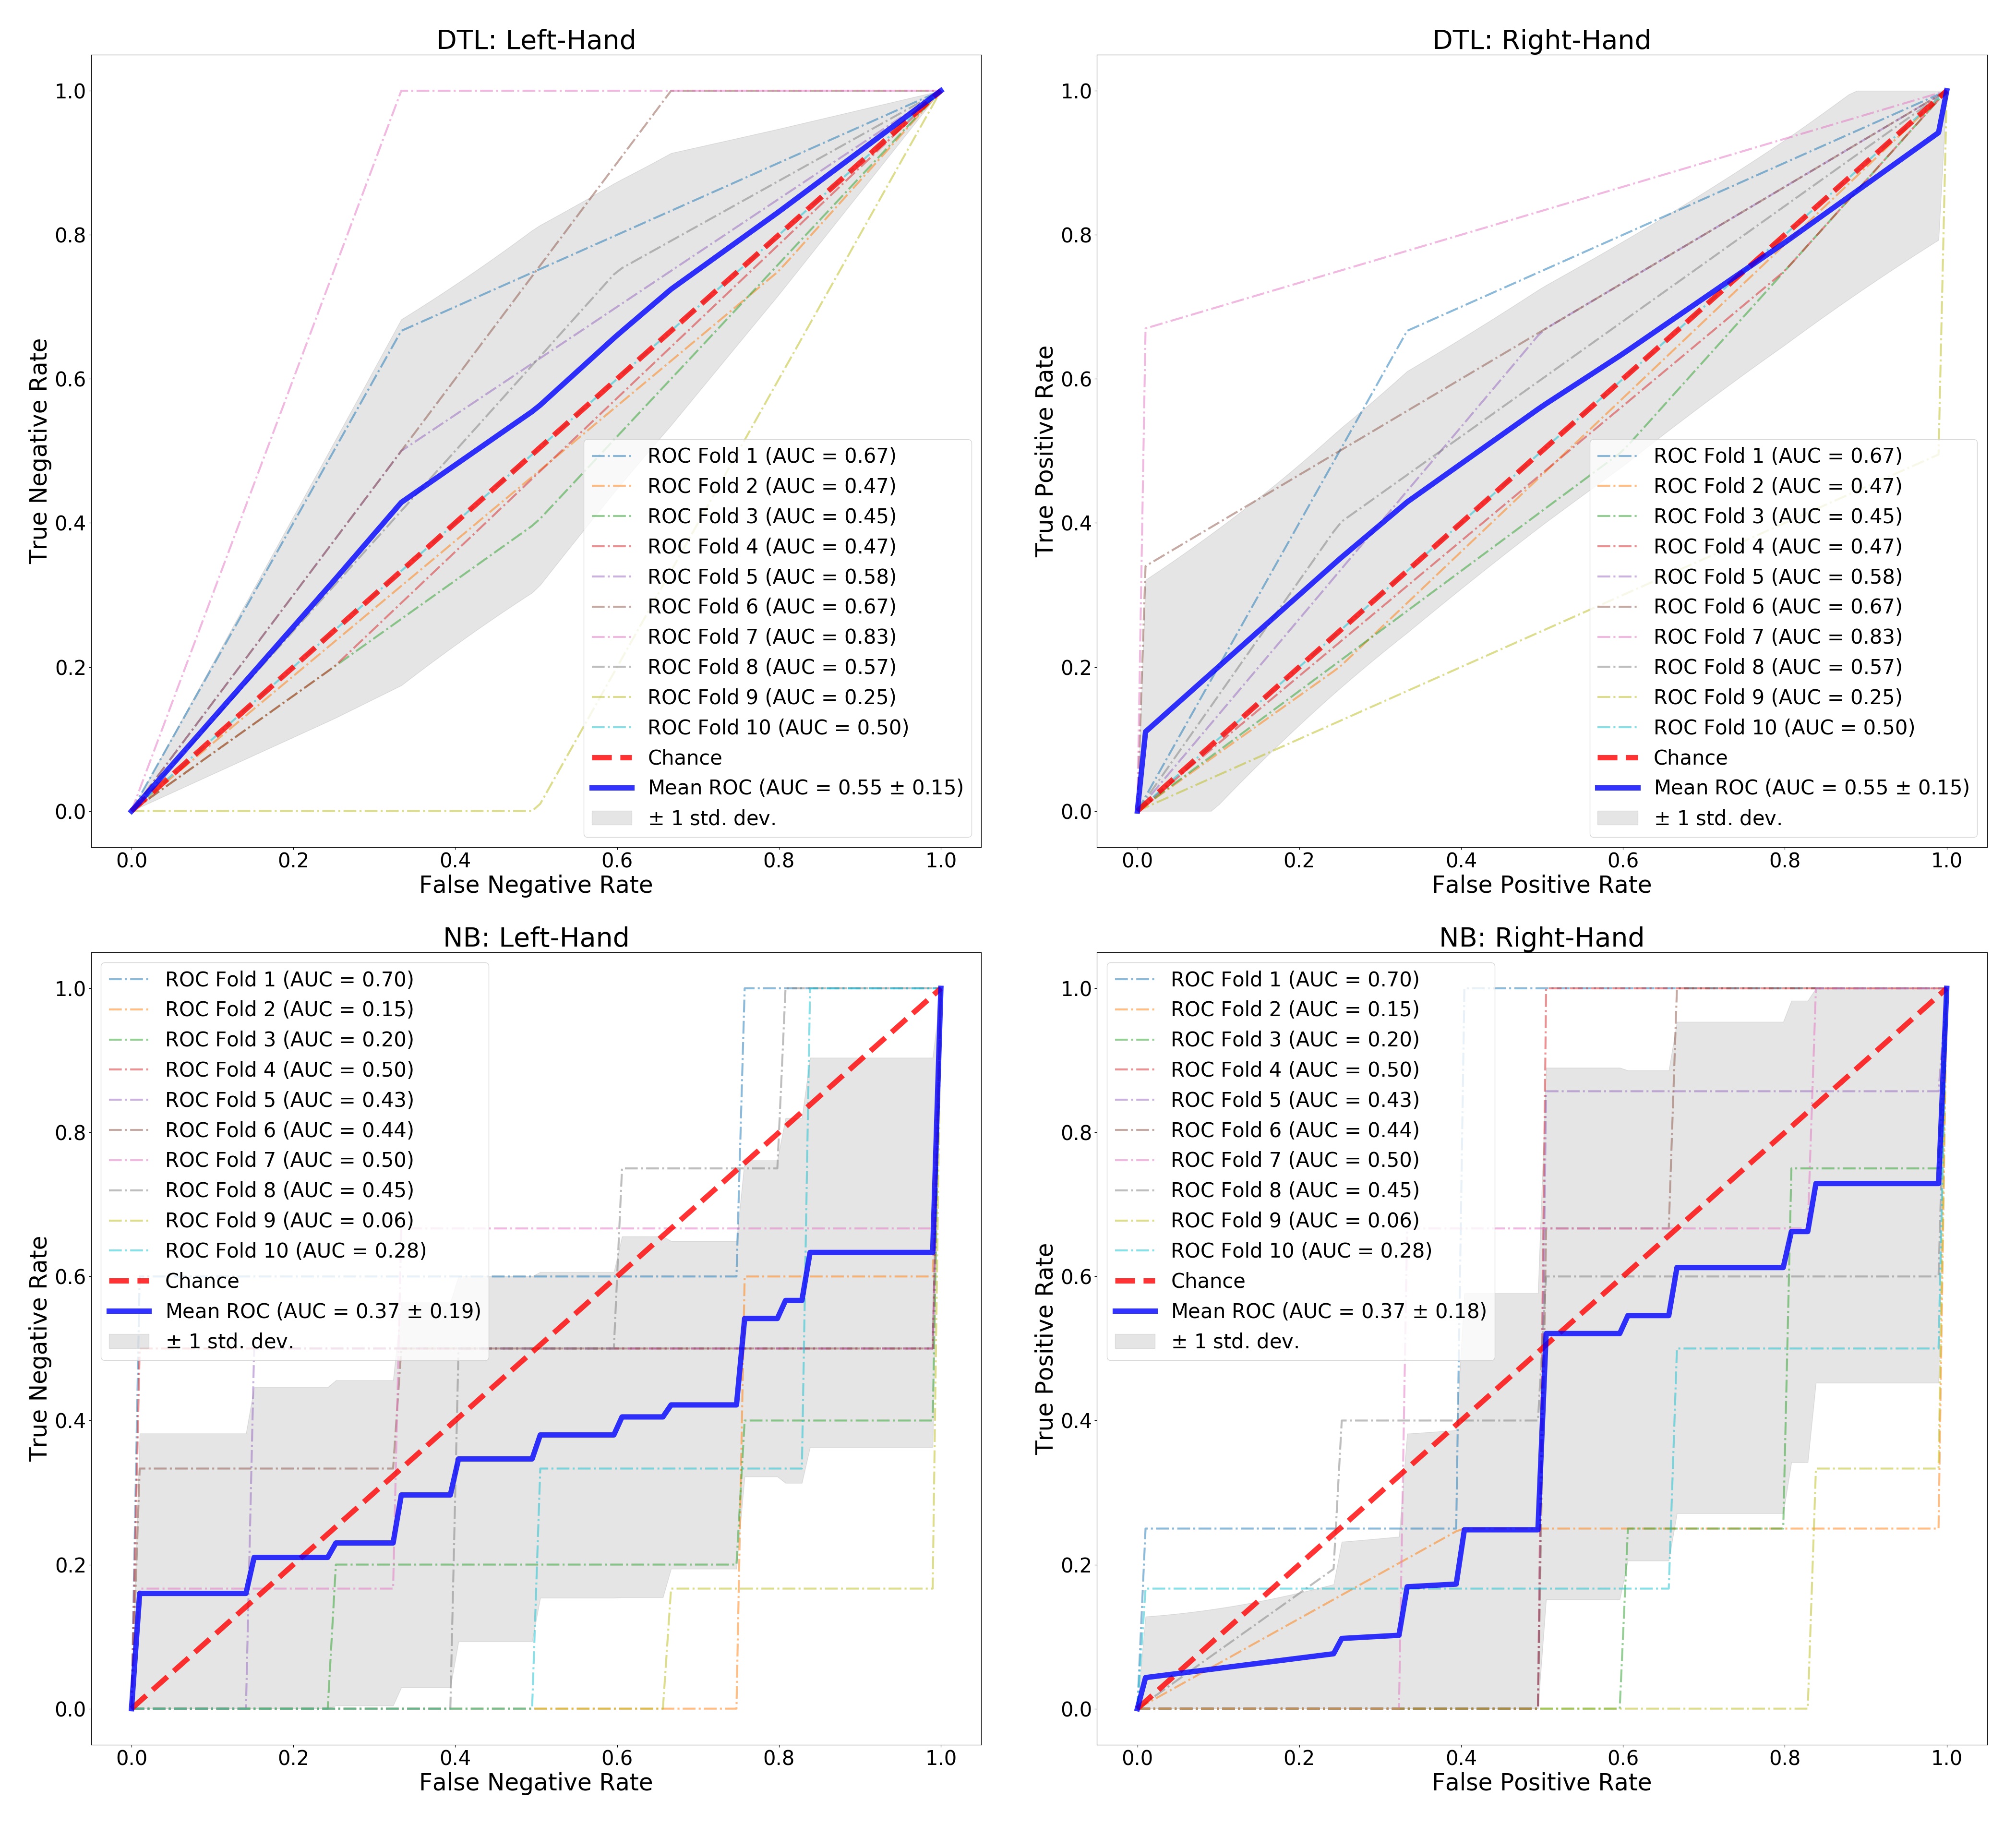 DTL: Left-Hand
True Negative Rate
1.0
0.8
0.6
0.4
0.2
0.0
ROC Fold 1 (AUC = 0.67)
ROC Fold 2 (AUC = 0.47)
ROC Fold 3 (AUC = 0.45)
ROC Fold 4 (AUC = 0.47)
ROC Fold 5 (AUC = 0.58)
ROC Fold 6 (AUC = 0.67)
ROC Fold 7 (AUC = 0.83)
ROC Fold 8 (AUC = 0.57)
ROC Fold 9 (AUC = 0.25)
ROC Fold 10 (AUC = 0.50)
Chance
Mean ROC (AUC = 0.55 ± 0.15)
± 1 std. dev.
0.0 0.2 0.4 0.6 0.8 1.0
False Negative Rate
DTL: Right-Hand
True Positive Rate
1.0
0.8
0.6
0.4
0.2
0.0
ROC Fold 1 (AUC = 0.67)
ROC Fold 2 (AUC = 0.47)
ROC Fold 3 (AUC = 0.45)
ROC Fold 4 (AUC = 0.47)
ROC Fold 5 (AUC = 0.58)
ROC Fold 6 (AUC = 0.67)
ROC Fold 7 (AUC = 0.83)
ROC Fold 8 (AUC = 0.57)
ROC Fold 9 (AUC = 0.25)
ROC Fold 10 (AUC = 0.50)
Chance
Mean ROC (AUC = 0.55 ± 0.15)
± 1 std. dev.
0.0 0.2 0.4 0.6 0.8 1.0
False Positive Rate
NB: Left-Hand
True Negative Rate
1.0
0.8
0.6
0.4
0.2
0.0
ROC Fold 1 (AUC = 0.70)
ROC Fold 2 (AUC = 0.15)
ROC Fold 3 (AUC = 0.20)
ROC Fold 4 (AUC = 0.50)
ROC Fold 5 (AUC = 0.43)
ROC Fold 6 (AUC = 0.44)
ROC Fold 7 (AUC = 0.50)
ROC Fold 8 (AUC = 0.45)
ROC Fold 9 (AUC = 0.06)
ROC Fold 10 (AUC = 0.28)
Chance
Mean ROC (AUC = 0.37 ± 0.19)
± 1 std. dev.
0.0 0.2 0.4 0.6 0.8 1.0
False Negative Rate
NB: Right-Hand
True Positive Rate
1.0
0.8
0.6
0.4
0.2
0.0
ROC Fold 1 (AUC = 0.70)
ROC Fold 2 (AUC = 0.15)
ROC Fold 3 (AUC = 0.20)
ROC Fold 4 (AUC = 0.50)
ROC Fold 5 (AUC = 0.43)
ROC Fold 6 (AUC = 0.44)
ROC Fold 7 (AUC = 0.50)
ROC Fold 8 (AUC = 0.45)
ROC Fold 9 (AUC = 0.06)
ROC Fold 10 (AUC = 0.28)
Chance
Mean ROC (AUC = 0.37 ± 0.18)
± 1 std. dev.
0.0 0.2 0.4 0.6 0.8 1.0
False Positive Rate